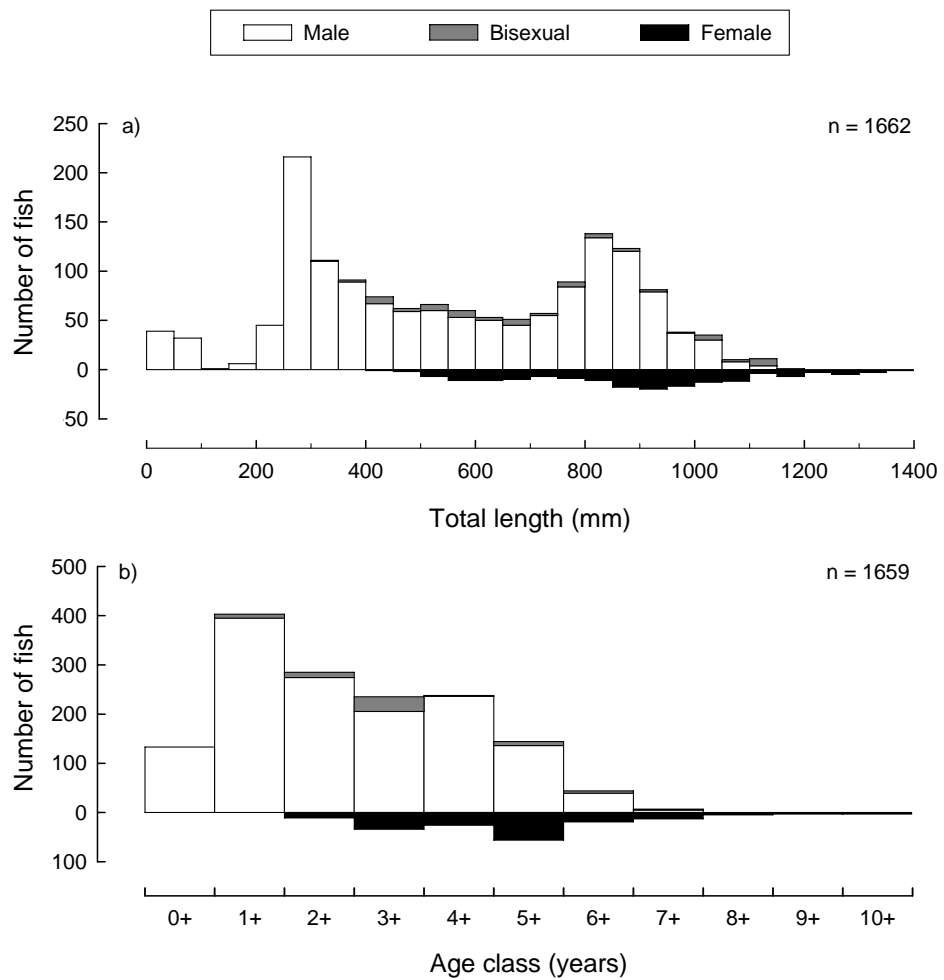 Male Bisexual Female
a) n = 1662
250
200
150
100
50
0
50
Number of fish
0 200 400 600 800 1000 1200 1400
Total length (mm)
b) n = 1659
500
400
300
200
100
0
100
Number of fish
0+ 1+ 2+ 3+ 4+ 5+ 6+ 7+ 8+ 9+ 10+
Age class (years)